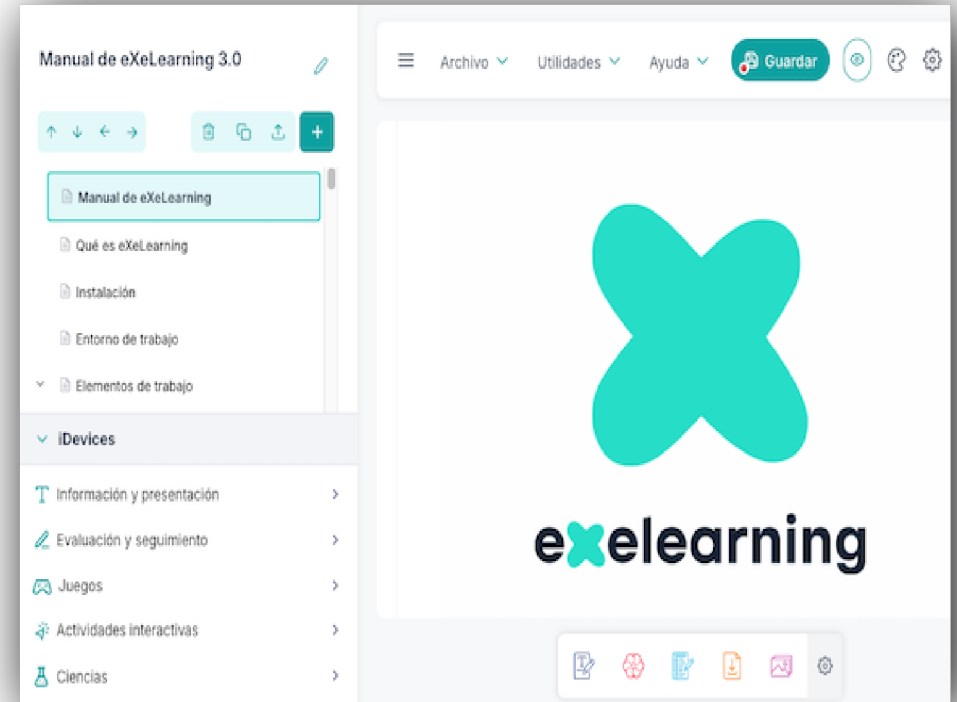 Manual de eXeLearning 3.0
Archivo
Utilidades
Ayuda
Guardar
Manual de eXeLearning
Qué es eXeLearning
Instalación
Entorno de trabajo
Elementos de trabajo
iDevices
Información y presentación
Evaluación y seguimiento
Juegos
Actividades interactivas
Ciencias
exelearning